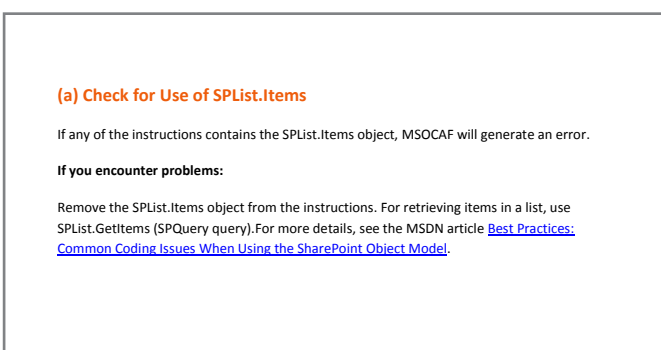 (a) Check for Use of SPList.Items
If any of the instructions contains the SPList.Items object, MSOCAF will generate an error.
If you encounter problems:
Remove the SPList.Items object from the instructions. For retrieving items in a list, use
SPList.GetItems (SPQuery query).For more details, see the MSDN article Best Practices:
Common Coding Issues When Using the SharePoint Object Model.